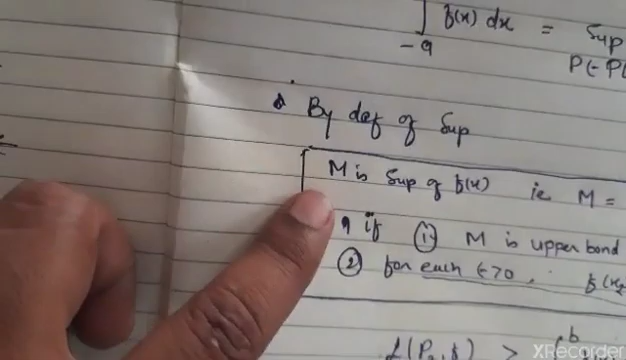 ∫ f(x) dx = Sup
-a P(-P(
By def of Sup
M is Sup of f(x) ie M =
if ① M is upper bond
② for each ε>0, f(x
L(P₂, f) > ∫ᵇ
XRecorder